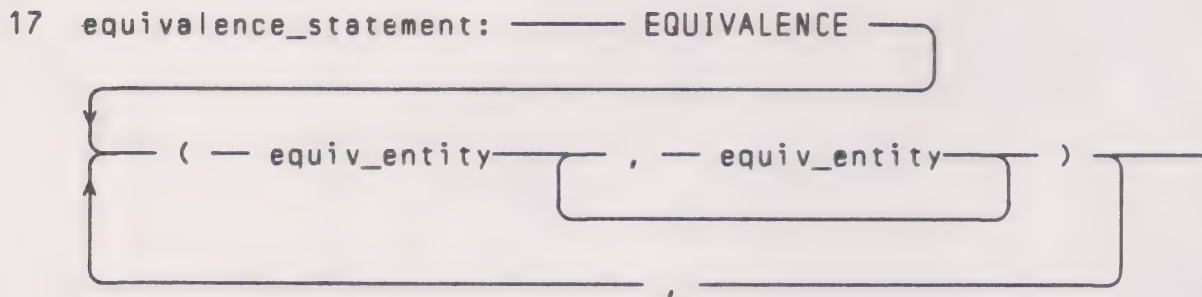 17 equivalence_statement: EQUIVALENCE
( equiv_entity , equiv_entity )
,